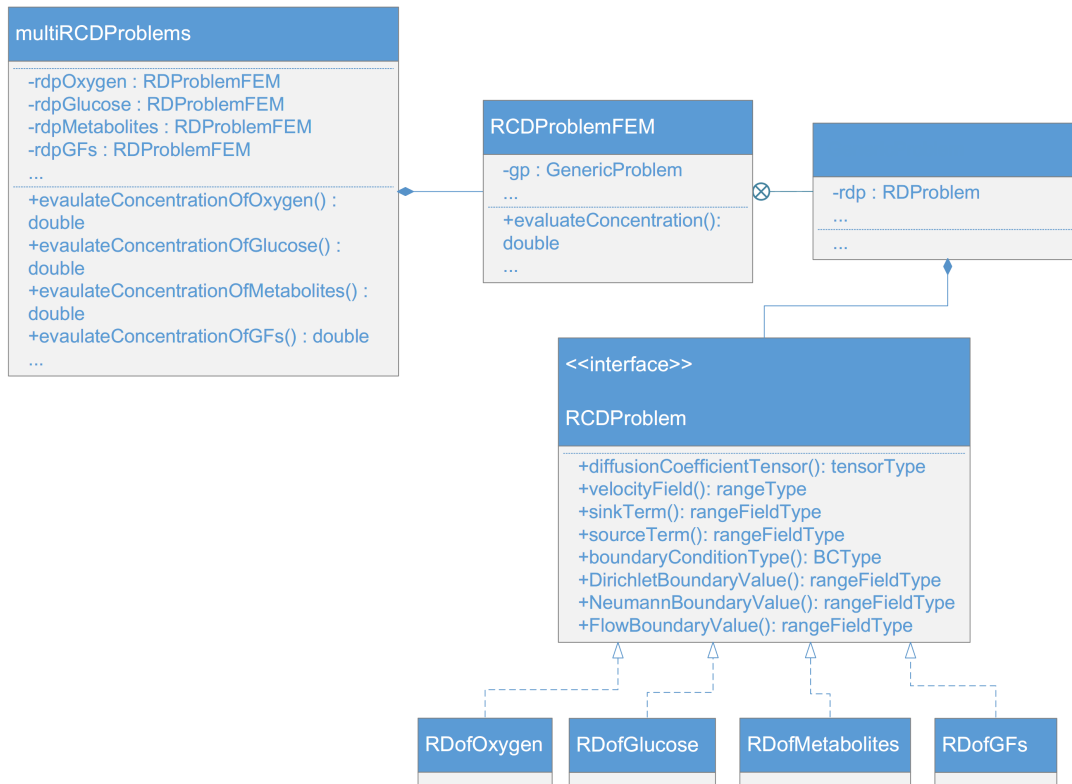 multiRCDProblems
-rdpOxygen : RDProblemFEM
-rdpGlucose : RDProblemFEM
-rdpMetabolites : RDProblemFEM
-rdpGFs : RDProblemFEM
...
+evaulateConcentrationOfOxygen() :
double
+evaulateConcentrationOfGlucose() :
double
+evaulateConcentrationOfMetabolites() :
double
+evaulateConcentrationOfGFs() : double
...
RCDProblemFEM
-gp : GenericProblem
...
+evaluateConcentration():
double
...
-rdp : RDProblem
...
...
<<interface>>
RCDProblem
+diffusionCoefficientTensor(): tensorType
+velocityField(): rangeType
+sinkTerm(): rangeFieldType
+sourceTerm(): rangeFieldType
+boundaryConditionType(): BCType
+DirichletBoundaryValue(): rangeFieldType
+NeumannBoundaryValue(): rangeFieldType
+FlowBoundaryValue(): rangeFieldType
RDofOxygen
RDofGlucose
RDofMetabolites
RDofGFs